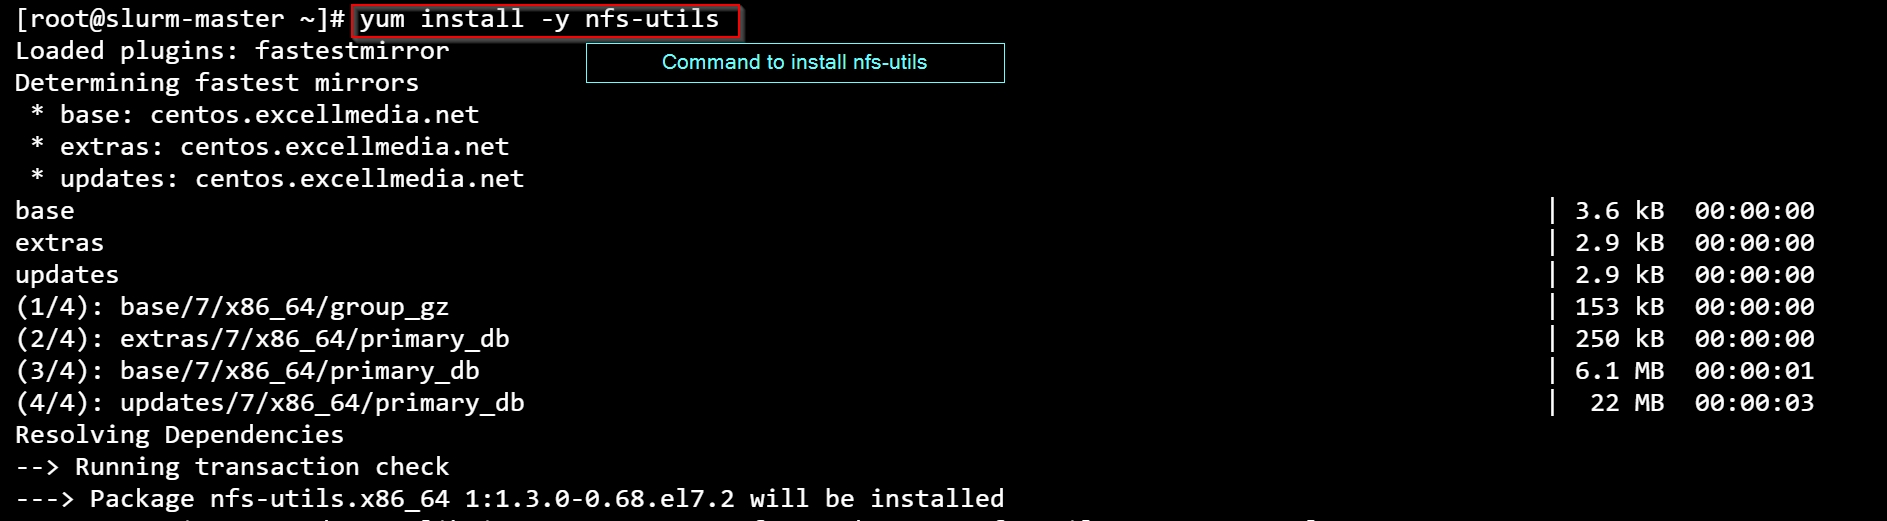 [root@slurm-master ~]# yum install -y nfs-utils
Loaded plugins: fastestmirror
Command to install nfs-utils
Determining fastest mirrors
 * base: centos.excellmedia.net
 * extras: centos.excellmedia.net
 * updates: centos.excellmedia.net
base | 3.6 kB 00:00:00
extras | 2.9 kB 00:00:00
updates | 2.9 kB 00:00:00
(1/4): base/7/x86_64/group_gz | 153 kB 00:00:00
(2/4): extras/7/x86_64/primary_db | 250 kB 00:00:00
(3/4): base/7/x86_64/primary_db | 6.1 MB 00:00:01
(4/4): updates/7/x86_64/primary_db | 22 MB 00:00:03
Resolving Dependencies
--> Running transaction check
---> Package nfs-utils.x86_64 1:1.3.0-0.68.el7.2 will be installed